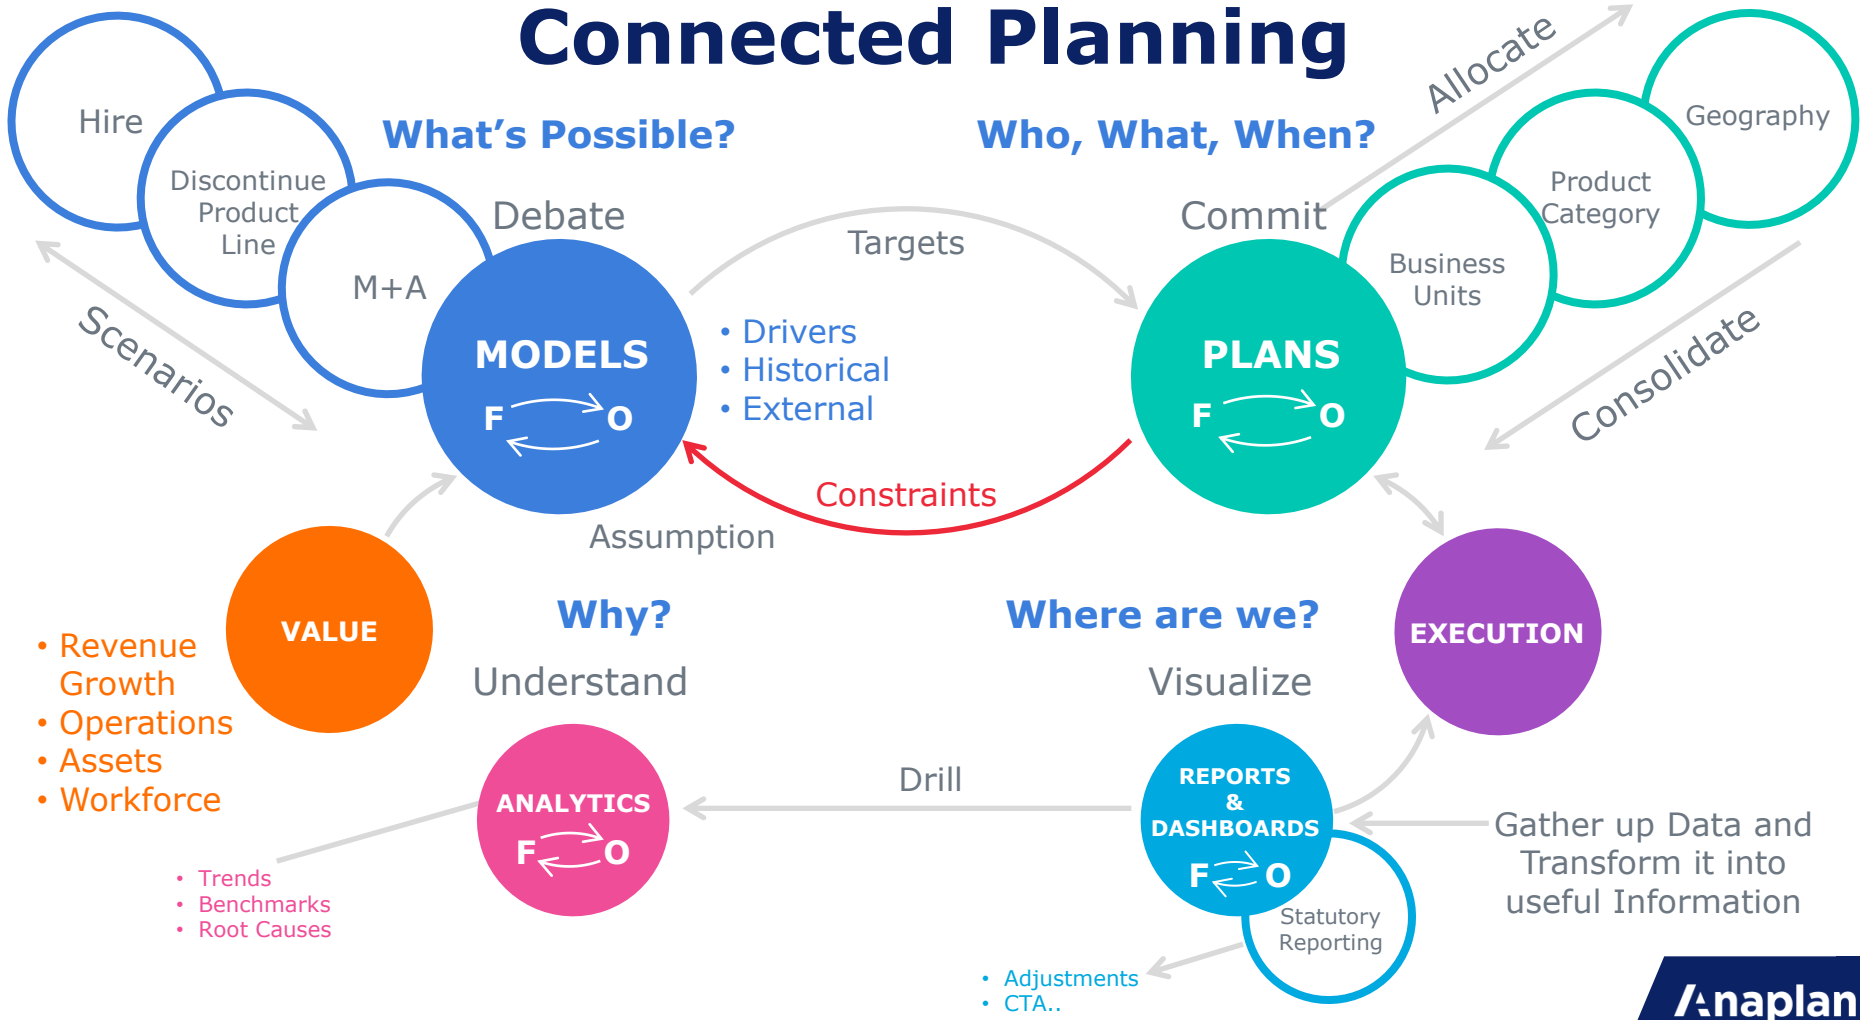 Connected Planning
What's Possible?
Who, What, When?
Hire
Discontinue
Product
Line
M+A
Scenarios
Debate
MODELS
F O
Targets
• Drivers
• Historical
• External
Constraints
Assumption
Commit
PLANS
F O
Allocate
Geography
Product
Category
Business
Units
Consolidate
VALUE
• Revenue
Growth
• Operations
• Assets
• Workforce
Why?
Understand
ANALYTICS
F O
• Trends
• Benchmarks
• Root Causes
Drill
Where are we?
Visualize
REPORTS
&
DASHBOARDS
F O
Statutory
Reporting
• Adjustments
• CTA..
EXECUTION
Gather up Data and
Transform it into
useful Information
Anaplan